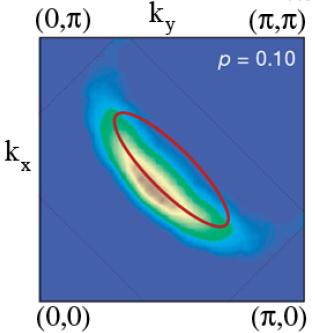 (0,π) k_y (π,π)
p = 0.10
k_x
(0,0) (π,0)